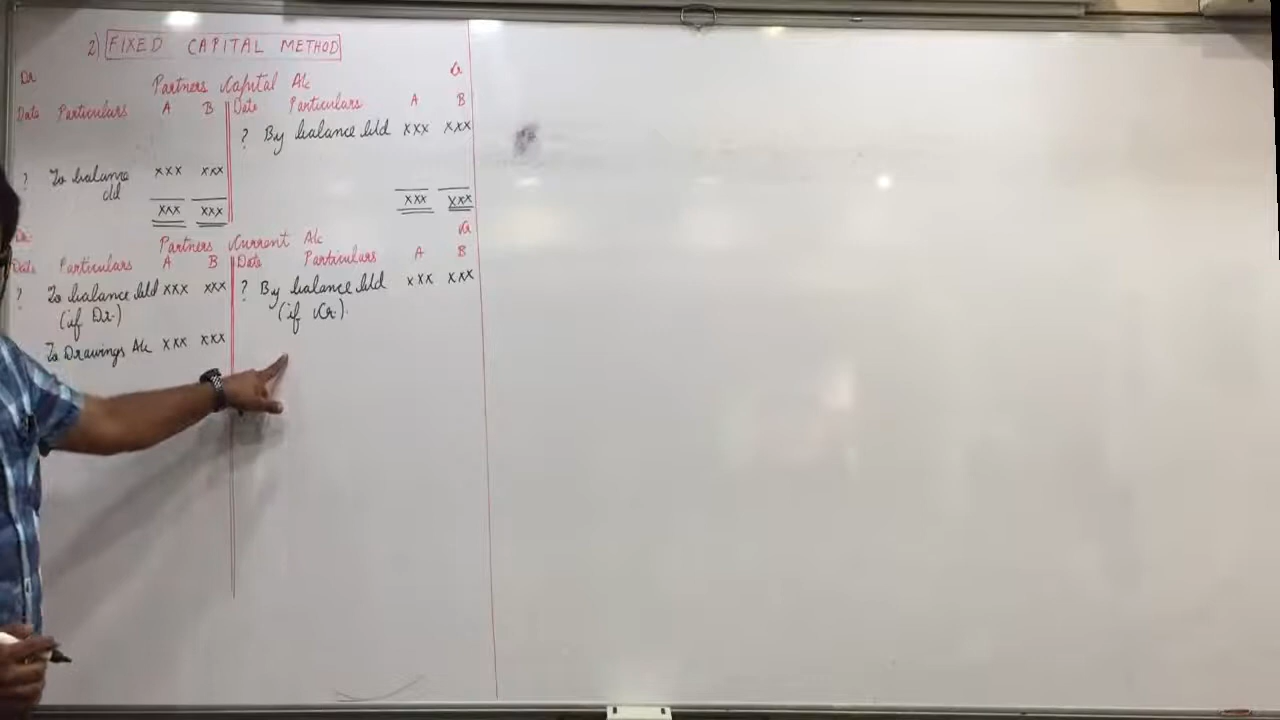 2) FIXED CAPITAL METHOD
Dr Cr
Partners Capital A/c
Date Particulars A B Date Particulars A B
? By balance b/d xxx xxx
? To balance xxx xxx
c/d
xxx xxx xxx xxx
Dr Cr
Partners Current A/c
Date Particulars A B Date Particulars A B
? To balance b/d xxx xxx ? By balance b/d xxx xxx
(if Dr.) (if Cr).
To Drawings A/c xxx xxx